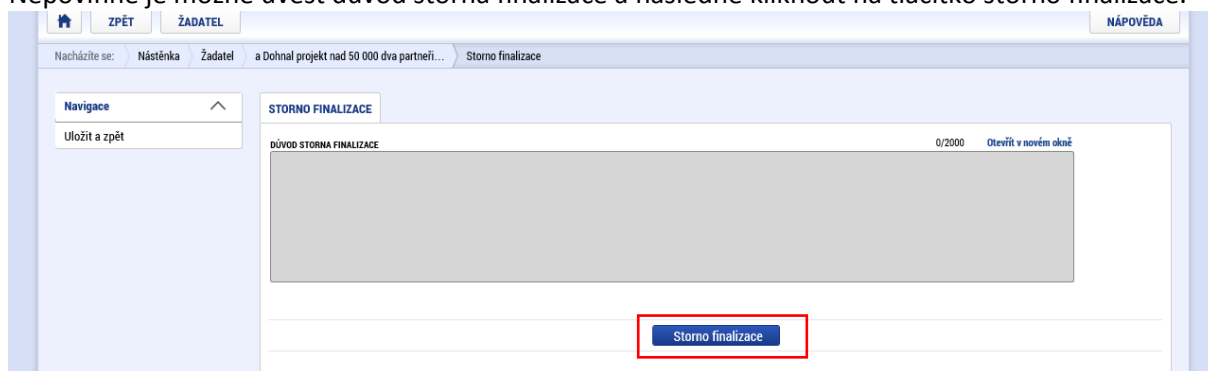 Nepovinně je možné uvést důvod storna finalizace a následně kliknout na tlačítko storno finalizace.
ZPĚT ŽADATEL NÁPOVĚDA
Nacházíte se: Nástěnka Žadatel a Dohnal projekt nad 50 000 dva partneři... Storno finalizace
Navigace STORNO FINALIZACE
Uložit a zpět
DŮVOD STORNA FINALIZACE 0/2000 Otevřít v novém okně
Storno finalizace